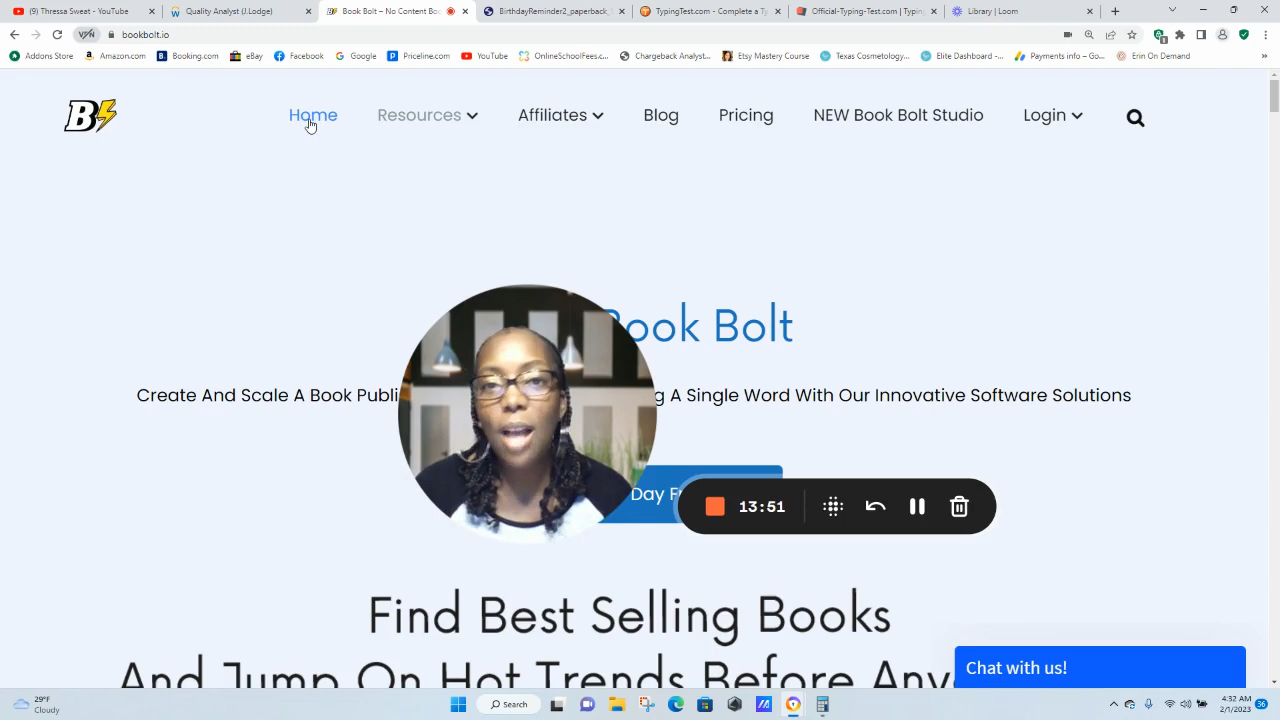 (9) Thressa Sweat - YouTube
Quality Analyst (J.Lodge)
Book Bolt – No Content Boo
BirthdayReminder2_paperback_
TypingTest.com - Complete a Ty
Official-Typing-Test.com | Typing
Library | Loom
VPN
bookbolt.io
Addons Store
Amazon.com
Booking.com
eBay
Facebook
Google
Priceline.com
YouTube
OnlineSchoolFees.c...
Chargeback Analyst...
Etsy Mastery Course
Texas Cosmetology...
Elite Dashboard -...
Payments info – Go...
Erin On Demand
B
Home
Resources
Affiliates
Blog
Pricing
NEW Book Bolt Studio
Login
Book Bolt
Create And Scale A Book Publi
g A Single Word With Our Innovative Software Solutions
Day Fr
13:51
Find Best Selling Books
And Jump On Hot Trends Before Any
Chat with us!
29°F
Cloudy
Search
4:32 AM
2/1/2023
36